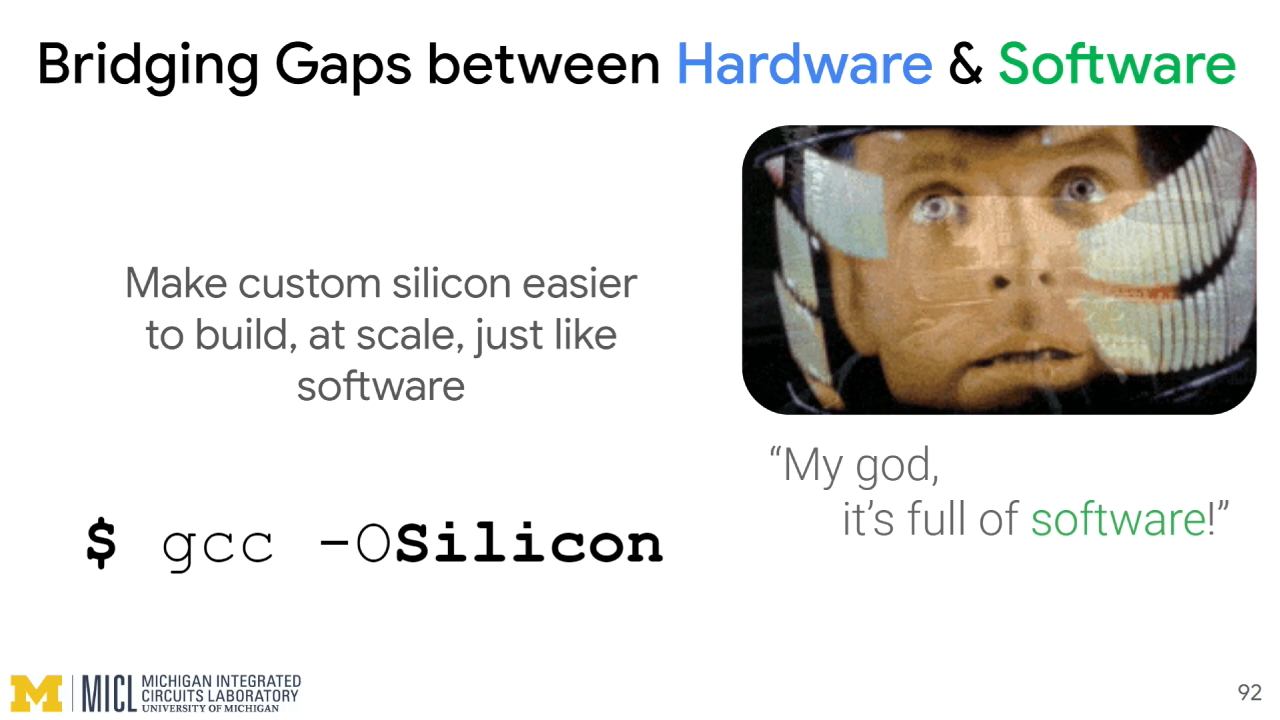 Bridging Gaps between Hardware & Software
Make custom silicon easier
to build, at scale, just like
software
$ gcc -OSilicon
“My god,
it’s full of software!”
M MICL MICHIGAN INTEGRATED
CIRCUITS LABORATORY
UNIVERSITY OF MICHIGAN
92